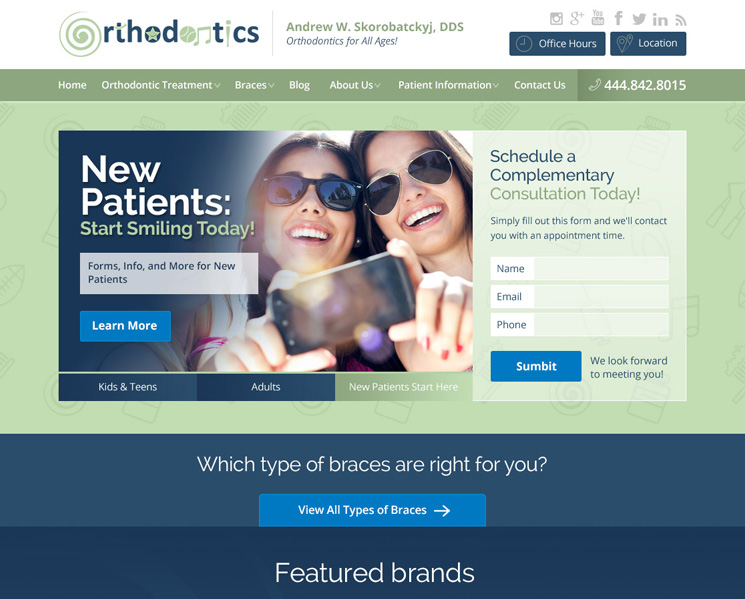 Orthodontics
Andrew W. Skorobatckyj, DDS
Orthodontics for All Ages!
g+
You
Tube
f
in
Office Hours
Location
Home
Orthodontic Treatment
Braces
Blog
About Us
Patient Information
Contact Us
444.842.8015
New
Patients:
Start Smiling Today!
Forms, Info, and More for New
Patients
Learn More
Kids & Teens
Adults
New Patients Start Here
Schedule a
Complementary
Consultation Today!
Simply fill out this form and we'll contact
you with an appointment time.
Name
Email
Phone
Sumbit
We look forward
to meeting you!
Which type of braces are right for you?
View All Types of Braces
Featured brands